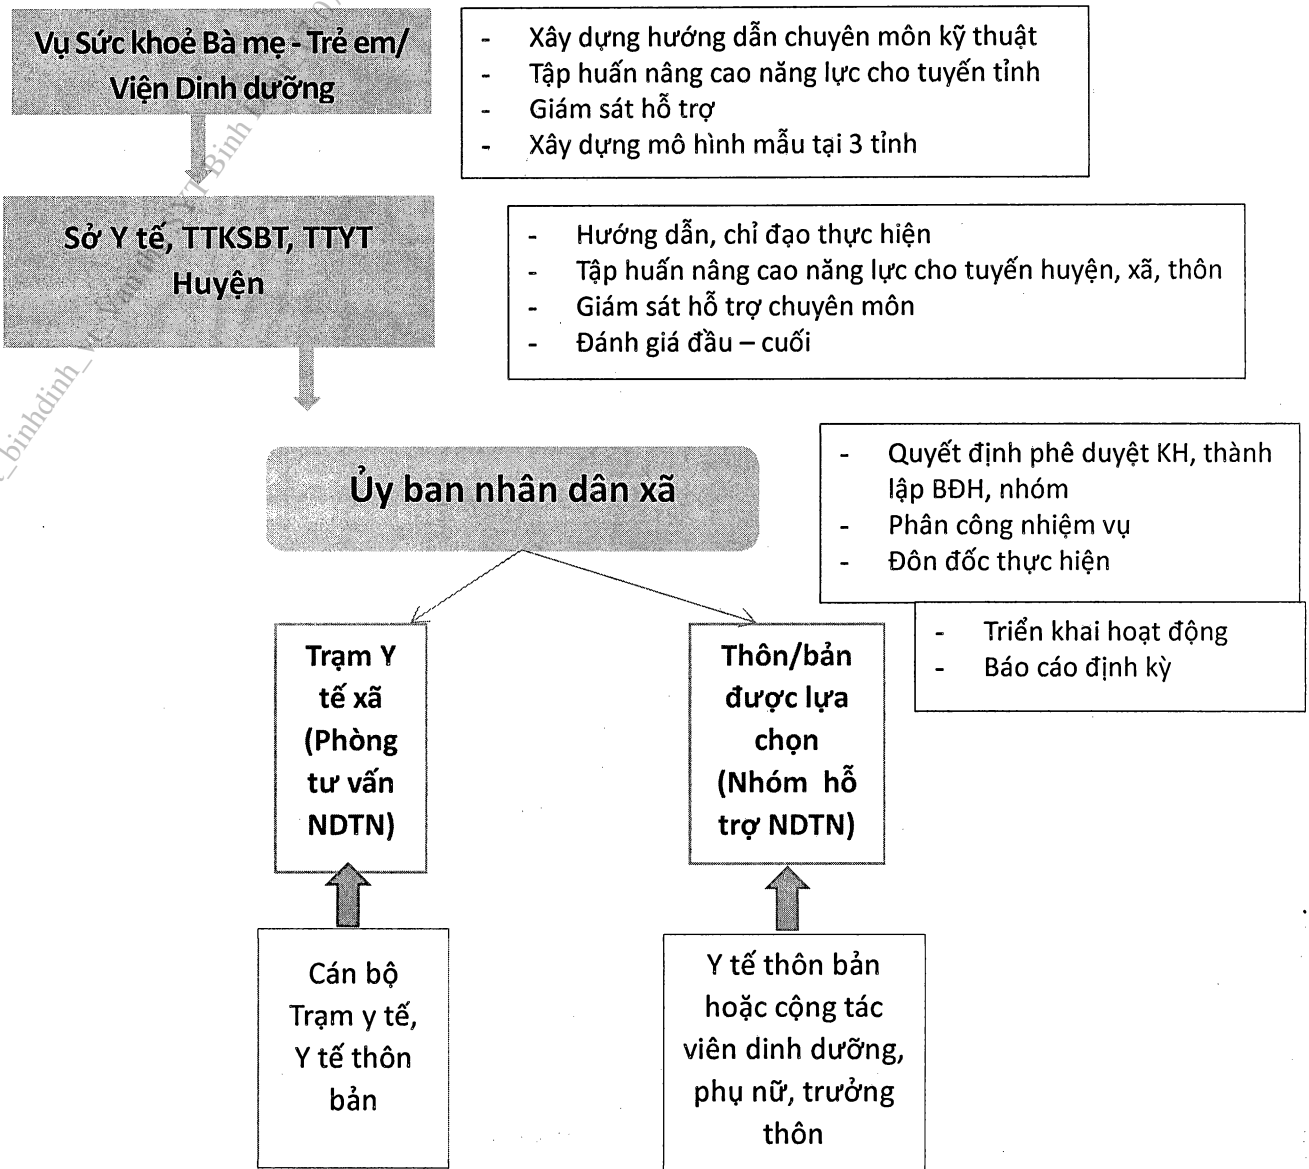 Vụ Sức khoẻ Bà mẹ - Trẻ em/
Viện Dinh dưỡng
- Xây dựng hướng dẫn chuyên môn kỹ thuật
- Tập huấn nâng cao năng lực cho tuyến tỉnh
- Giám sát hỗ trợ
- Xây dựng mô hình mẫu tại 3 tỉnh
Sở Y tế, TTKSBT, TTYT
Huyện
- Hướng dẫn, chỉ đạo thực hiện
- Tập huấn nâng cao năng lực cho tuyến huyện, xã, thôn
- Giám sát hỗ trợ chuyên môn
- Đánh giá đầu – cuối
Ủy ban nhân dân xã
- Quyết định phê duyệt KH, thành
lập BĐH, nhóm
- Phân công nhiệm vụ
- Đôn đốc thực hiện
- Triển khai hoạt động
- Báo cáo định kỳ
Trạm Y
tế xã
(Phòng
tư vấn
NDTN)
Thôn/bản
được lựa
chọn
(Nhóm hỗ
trợ NDTN)
Cán bộ
Trạm y tế,
Y tế thôn
bản
Y tế thôn bản
hoặc cộng tác
viên dinh dưỡng,
phụ nữ, trưởng
thôn